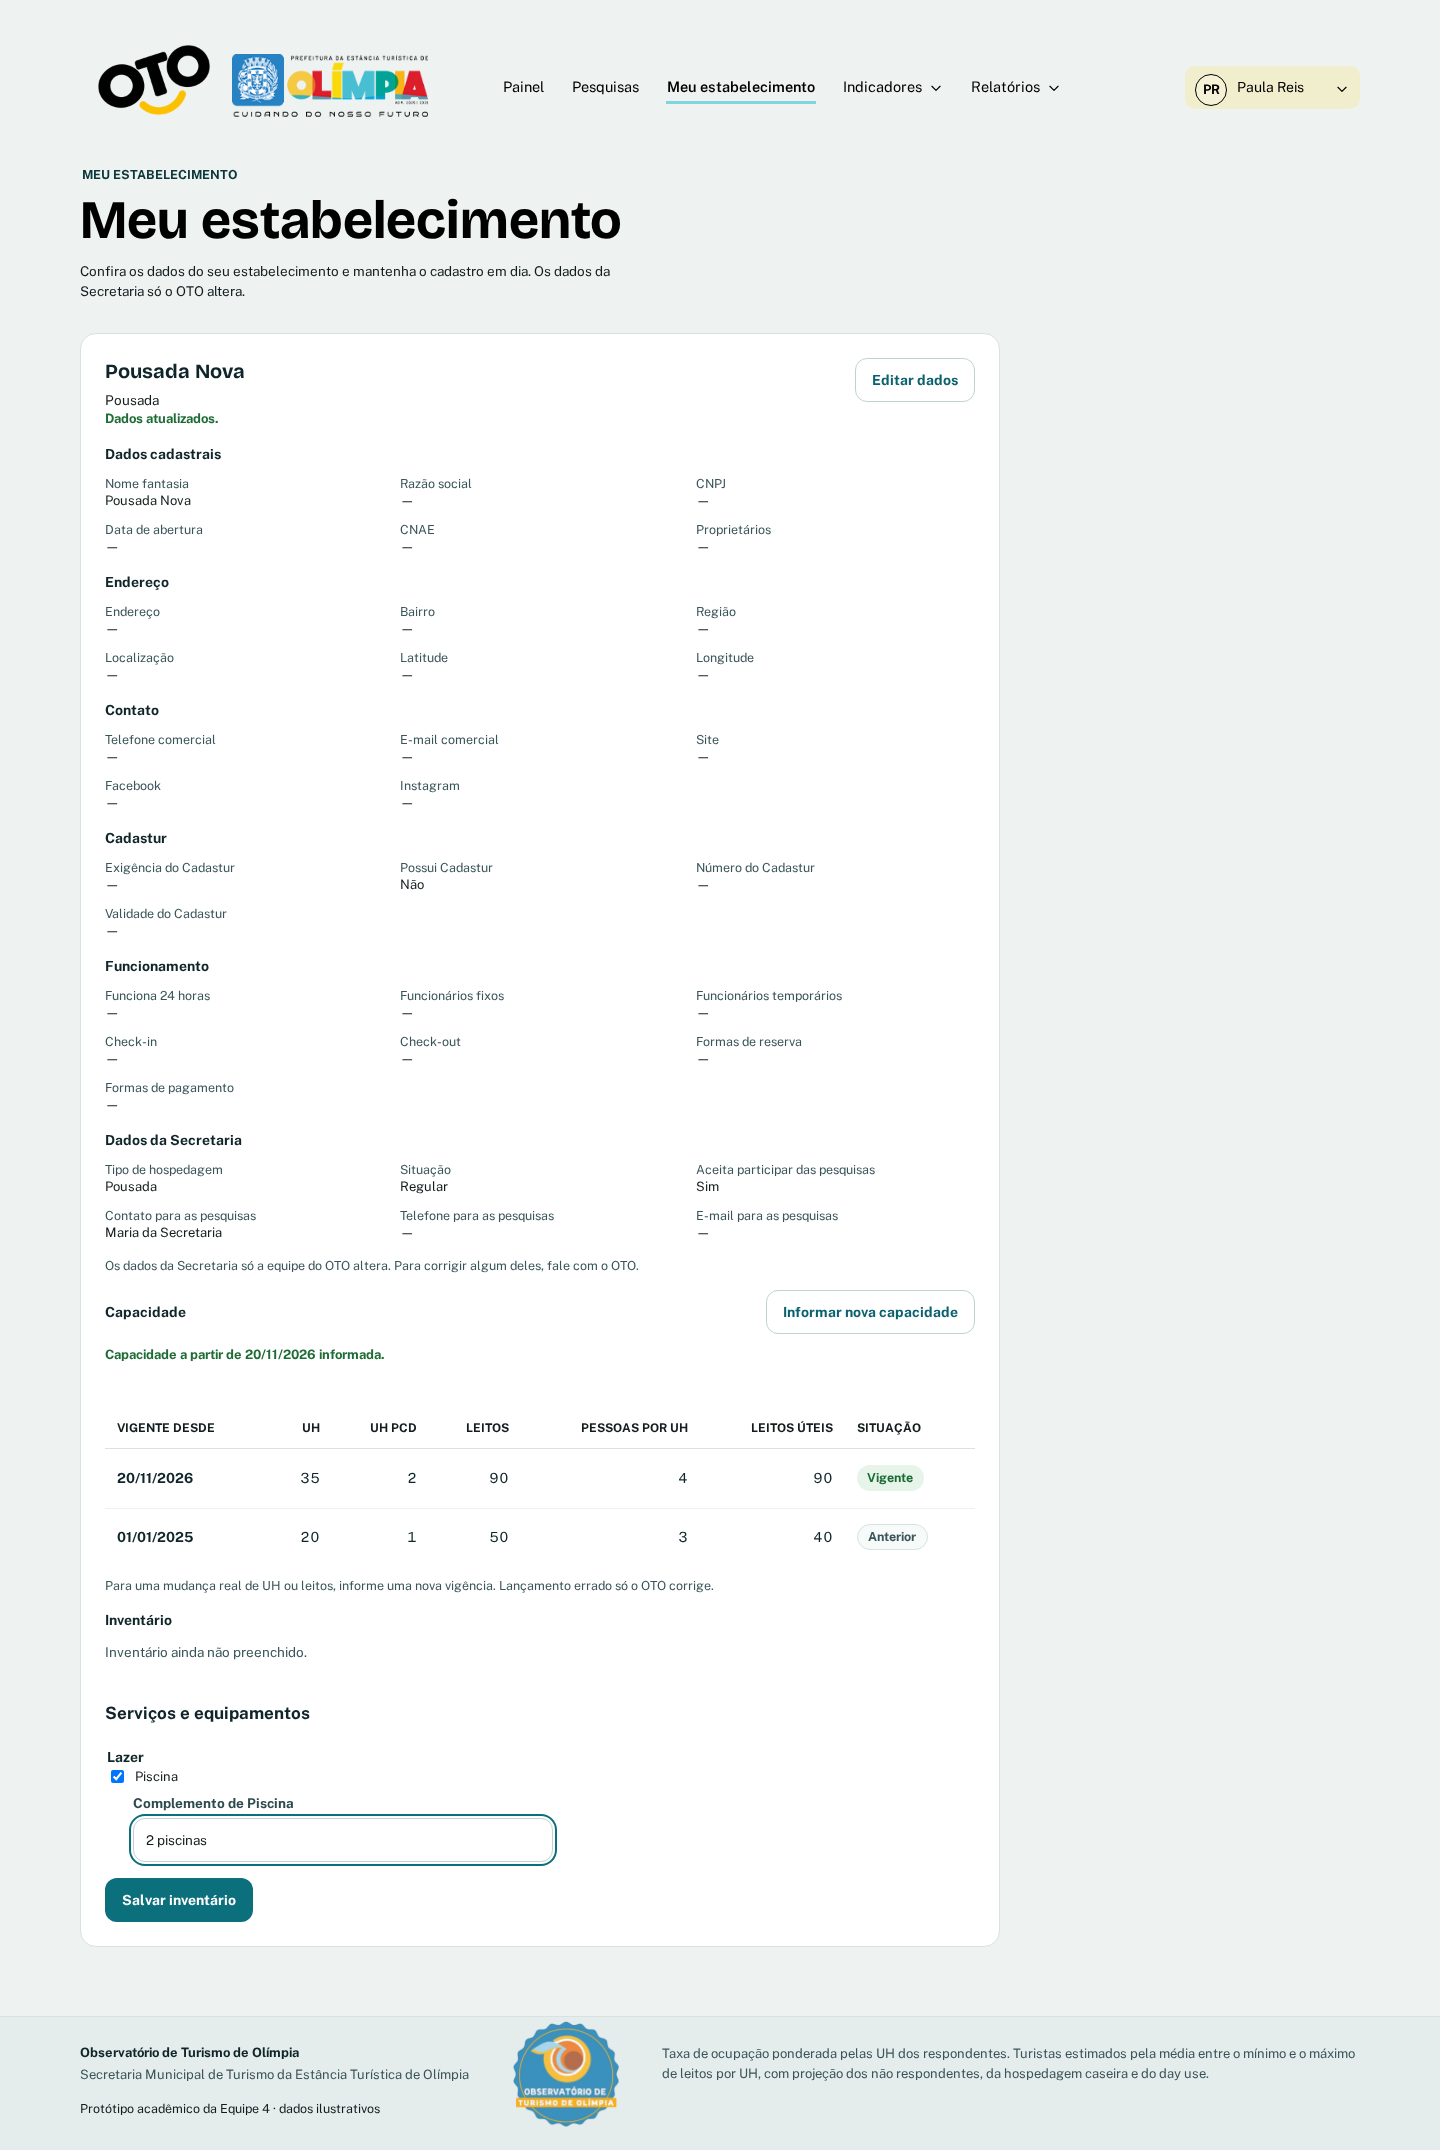 OTO
PREFEITURA DA ESTÂNCIA TURÍSTICA DE
OLÍMPIA
CUIDANDO DO NOSSO FUTURO
Painel
Pesquisas
Meu estabelecimento
Indicadores
Relatórios
PR
Paula Reis
MEU ESTABELECIMENTO
Meu estabelecimento
Confira os dados do seu estabelecimento e mantenha o cadastro em dia. Os dados da
Secretaria só o OTO altera.
Pousada Nova
Editar dados
Pousada
Dados atualizados.
Dados cadastrais
Nome fantasia
Razão social
CNPJ
Pousada Nova
—
—
Data de abertura
CNAE
Proprietários
—
—
—
Endereço
Endereço
Bairro
Região
—
—
—
Localização
Latitude
Longitude
—
—
—
Contato
Telefone comercial
E-mail comercial
Site
—
—
—
Facebook
Instagram
—
—
Cadastur
Exigência do Cadastur
Possui Cadastur
Número do Cadastur
—
Não
—
Validade do Cadastur
—
Funcionamento
Funciona 24 horas
Funcionários fixos
Funcionários temporários
—
—
—
Check-in
Check-out
Formas de reserva
—
—
—
Formas de pagamento
—
Dados da Secretaria
Tipo de hospedagem
Situação
Aceita participar das pesquisas
Pousada
Regular
Sim
Contato para as pesquisas
Telefone para as pesquisas
E-mail para as pesquisas
Maria da Secretaria
—
—
Os dados da Secretaria só a equipe do OTO altera. Para corrigir algum deles, fale com o OTO.
Capacidade
Informar nova capacidade
Capacidade a partir de 20/11/2026 informada.
VIGENTE DESDE UH UH PCD LEITOS PESSOAS POR UH LEITOS ÚTEIS SITUAÇÃO
20/11/2026 35 2 90 4 90 Vigente
01/01/2025 20 1 50 3 40 Anterior
Para uma mudança real de UH ou leitos, informe uma nova vigência. Lançamento errado só o OTO corrige.
Inventário
Inventário ainda não preenchido.
Serviços e equipamentos
Lazer
Piscina
Complemento de Piscina
2 piscinas
Salvar inventário
Observatório de Turismo de Olímpia
Secretaria Municipal de Turismo da Estância Turística de Olímpia
Protótipo acadêmico da Equipe 4 · dados ilustrativos
OBSERVATÓRIO DE
TURISMO DE OLÍMPIA
Taxa de ocupação ponderada pelas UH dos respondentes. Turistas estimados pela média entre o mínimo e o máximo
de leitos por UH, com projeção dos não respondentes, da hospedagem caseira e do day use.